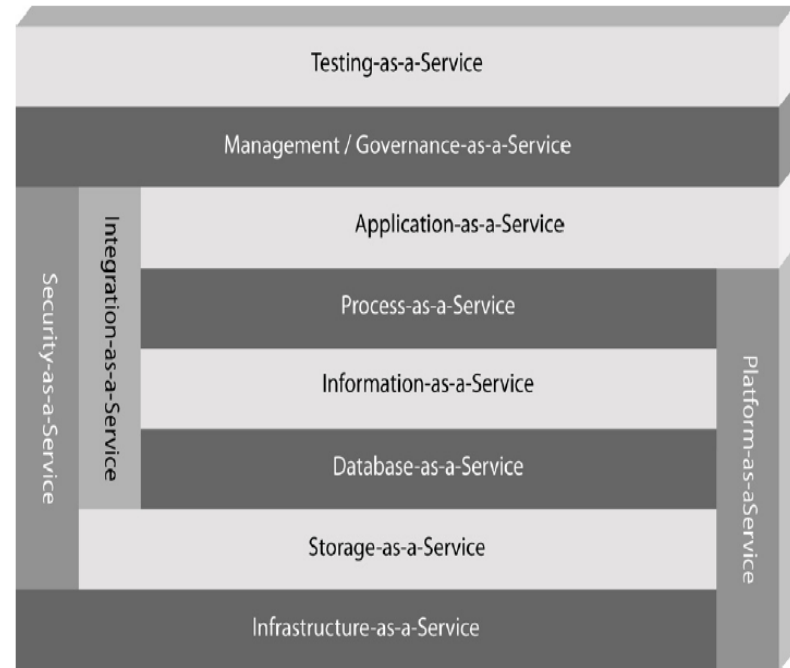 Testing-as-a-Service
Management / Governance-as-a-Service
Application-as-a-Service
Process-as-a-Service
Information-as-a-Service
Database-as-a-Service
Storage-as-a-Service
Infrastructure-as-a-Service
Security-as-a-Service
Integration-as-a-Service
Platform-as-aService